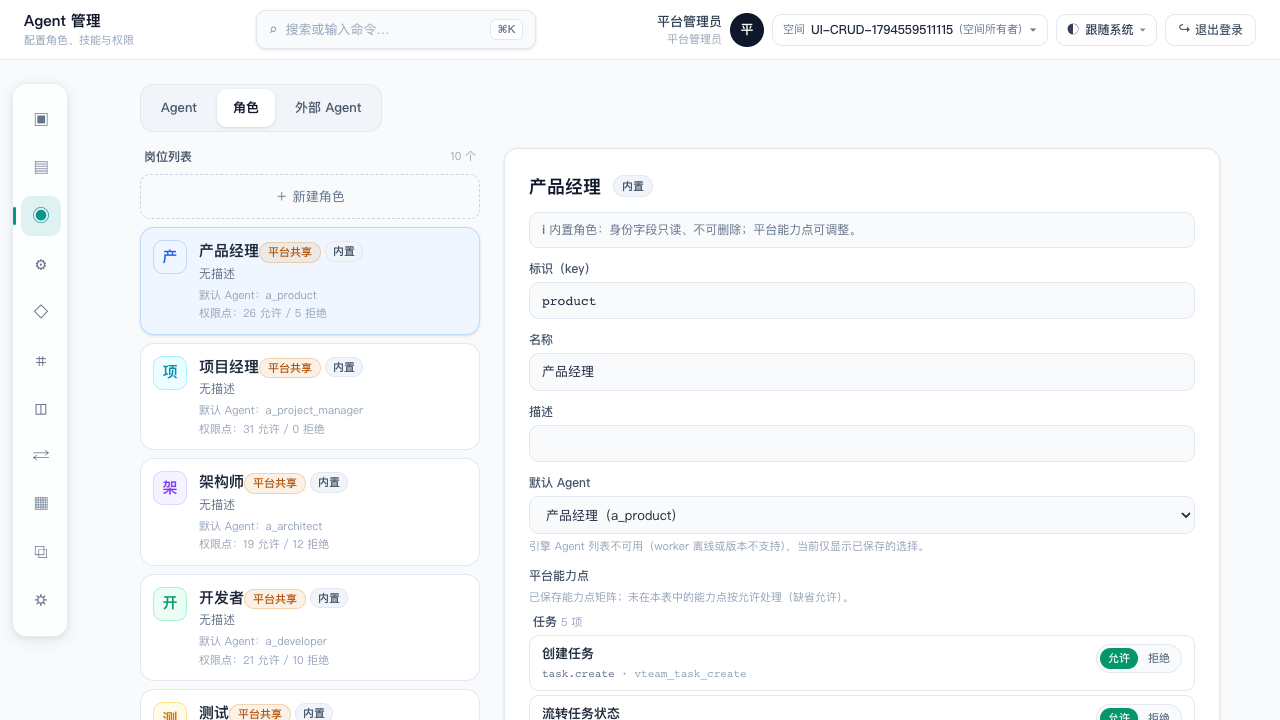 Agent 管理
配置角色、技能与权限
搜索或输入命令…
⌘K
平台管理员
平台管理员
平
空间 UI-CRUD-1794559511115 (空间所有者)
跟随系统
退出登录
Agent
角色
外部 Agent
岗位列表
10 个
+ 新建角色
产
产品经理
平台共享
内置
无描述
默认 Agent：a_product
权限点：26 允许 / 5 拒绝
项
项目经理
平台共享
内置
无描述
默认 Agent：a_project_manager
权限点：31 允许 / 0 拒绝
架
架构师
平台共享
内置
无描述
默认 Agent：a_architect
权限点：19 允许 / 12 拒绝
开
开发者
平台共享
内置
无描述
默认 Agent：a_developer
权限点：21 允许 / 10 拒绝
测
测试
平台共享
内置
产品经理
内置
i 内置角色：身份字段只读、不可删除；平台能力点可调整。
标识（key）
product
名称
产品经理
描述
默认 Agent
产品经理（a_product）
引擎 Agent 列表不可用（worker 离线或版本不支持），当前仅显示已保存的选择。
平台能力点
已保存能力点矩阵；未在本表中的能力点按允许处理（缺省允许）。
任务 5 项
创建任务
task.create · vteam_task_create
允许
拒绝
流转任务状态
允许
拒绝